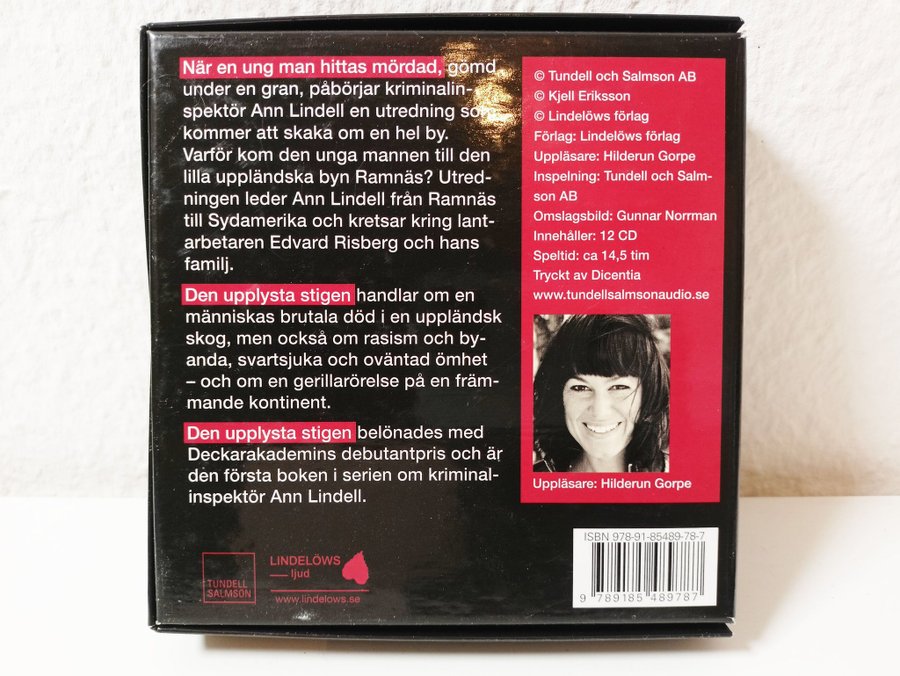 När en ung man hittas mördad, gömd
under en gran, påbörjar kriminalin-
spektör Ann Lindell en utredning som
kommer att skaka om en hel by.
Varför kom den unga mannen till den
lilla uppländska byn Ramnäs? Utred-
ningen leder Ann Lindell från Ramnäs
till Sydamerika och kretsar kring lant-
arbetaren Edvard Risberg och hans
familj.
Den upplysta stigen handlar om en
människas brutala död i en uppländsk
skog, men också om rasism och by-
anda, svartsjuka och oväntad ömhet
– och om en gerillarörelse på en främ-
mande kontinent.
Den upplysta stigen belönades med
Deckarakademins debutantpris och är
den första boken i serien om kriminal-
inspektör Ann Lindell.
TUNDELL
SALMSON
LINDELÖWS
ljud
www.lindelows.se
© Tundell och Salmson AB
© Kjell Eriksson
© Lindelöws förlag
Förlag: Lindelöws förlag
Uppläsare: Hilderun Gorpe
Inspelning: Tundell och Salm-
son AB
Omslagsbild: Gunnar Norrman
Innehåller: 12 CD
Speltid: ca 14,5 tim
Tryckt av Dicentia
www.tundellsalmsonaudio.se
Uppläsare: Hilderun Gorpe
ISBN 978-91-85489-78-7
9 789185 489787